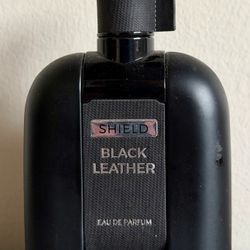 SHIELD
BLACK
LEATHER
EAU DE PARFUM